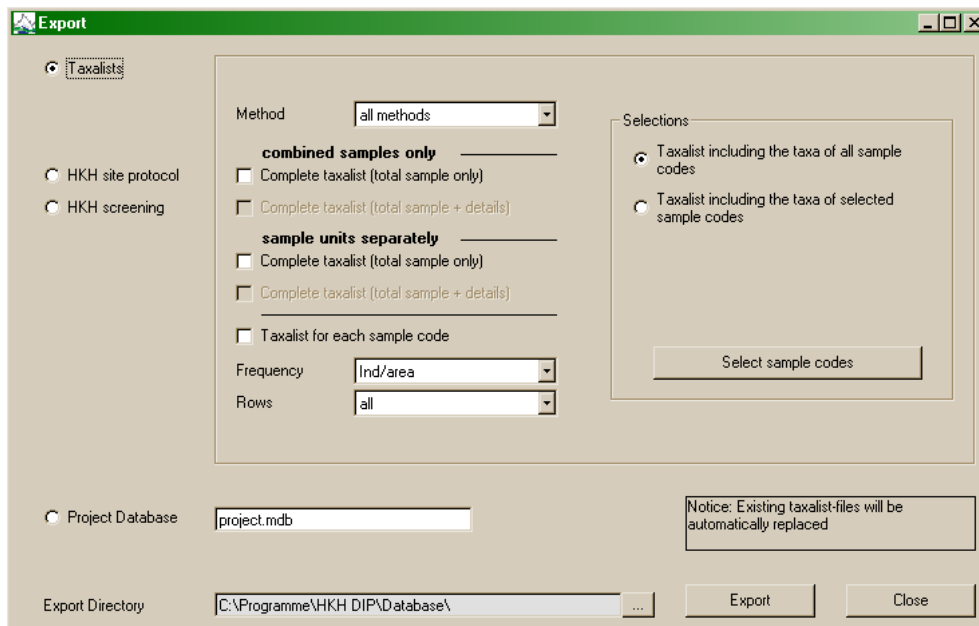 Export
Taxalists
Method
all methods
combined samples only
Complete taxalist (total sample only)
HKH site protocol
HKH screening
Complete taxalist (total sample + details)
sample units separately
Complete taxalist (total sample only)
Complete taxalist (total sample + details)
Taxalist for each sample code
Frequency
Ind/area
Rows
all
Selections
Taxalist including the taxa of all sample
codes
Taxalist including the taxa of selected
sample codes
Select sample codes
Project Database
project.mdb
Notice: Existing taxalist-files will be
automatically replaced
Export Directory
C:\Programme\HKH DIP\Database\
...
Export
Close